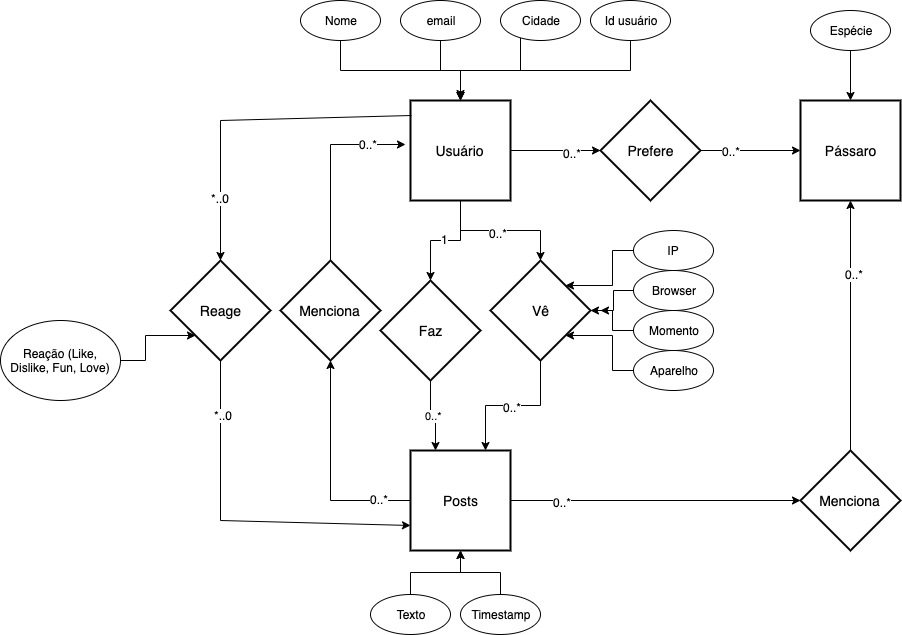 Nome
email
Cidade
Id usuário
Espécie
Usuário
0..*
0..*
Prefere
0..*
Pássaro
*..0
1
0..*
IP
Browser
Momento
Aparelho
0..*
Reage
Menciona
Faz
Vê
Reação (Like,
Dislike, Fun, Love)
*..0
0..*
0..*
0..*
Posts
0..*
Menciona
Texto
Timestamp